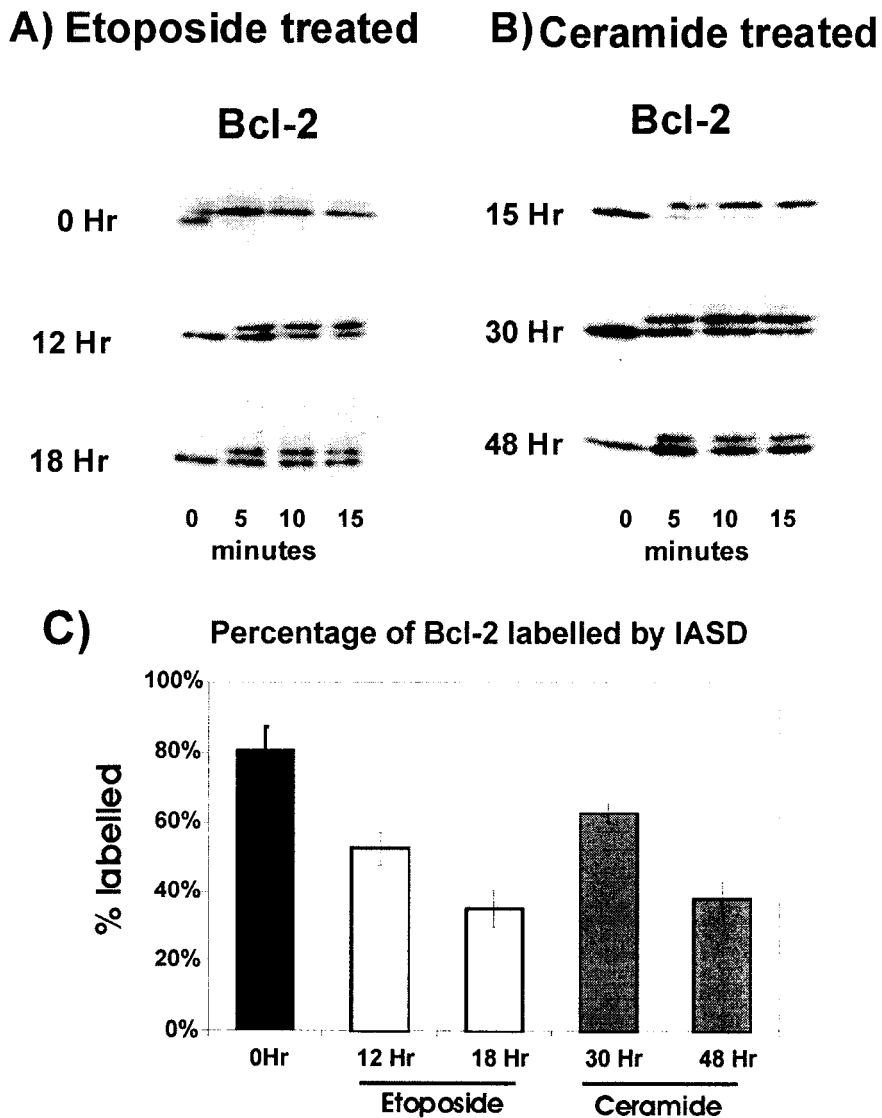 A) Etoposide treated
B) Ceramide treated
Bcl-2
0 Hr
12 Hr
18 Hr
0 5 10 15
minutes
Bcl-2
15 Hr
30 Hr
48 Hr
0 5 10 15
minutes
C)
Percentage of Bcl-2 labelled by IASD
% labelled
100%
80%
60%
40%
20%
0%
0Hr 12 Hr 18 Hr 30 Hr 48 Hr
Etoposide Ceramide